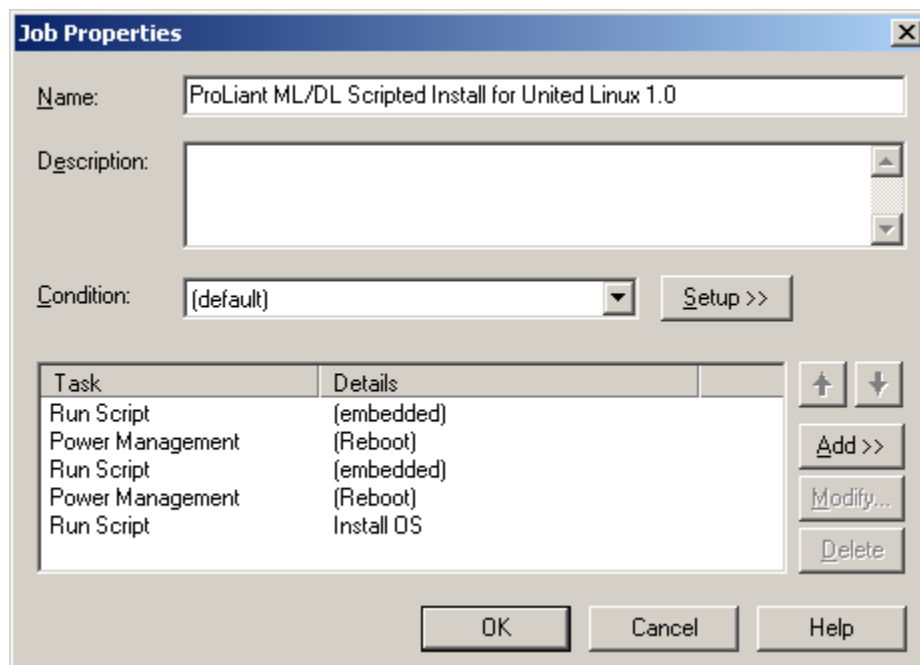 Job Properties
Name: ProLiant ML/DL Scripted Install for United Linux 1.0
Description:
Condition: (default) Setup >>
Task Details
Run Script (embedded)
Power Management (Reboot)
Add >>
Run Script (embedded)
Power Management (Reboot)
Modify...
Run Script Install OS
Delete
OK Cancel Help